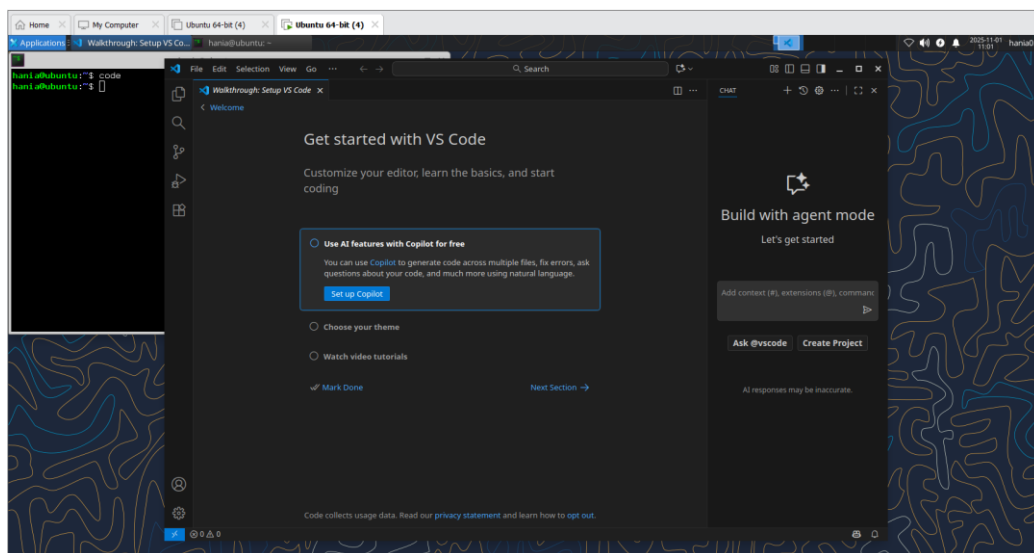 Home
My Computer
Ubuntu 64-bit (4)
Ubuntu 64-bit (4)
Applications
Walkthrough: Setup VS Co...
hania@ubuntu: ~
2025-11-01
11:01
hania0
hania@ubuntu:~$ code
hania@ubuntu:~$
File Edit Selection View Go ...
Search
Walkthrough: Setup VS Code
CHAT
Welcome
Get started with VS Code
Customize your editor, learn the basics, and start
coding
Use AI features with Copilot for free
You can use Copilot to generate code across multiple files, fix errors, ask
questions about your code, and much more using natural language.
Set up Copilot
Choose your theme
Watch video tutorials
Mark Done
Next Section
Build with agent mode
Let's get started
Add context (#), extensions (@), commanc
Ask @vscode
Create Project
AI responses may be inaccurate.
Code collects usage data. Read our privacy statement and learn how to opt out.
0 0